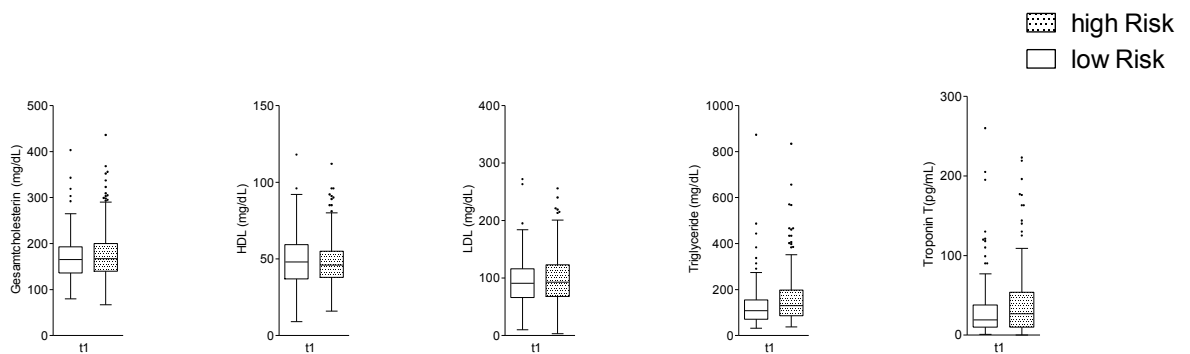 high Risk
low Risk
Gesamtcholesterin (mg/dL)
500
400
300
200
100
0
t1
HDL (mg/dL)
150
100
50
0
t1
LDL (mg/dL)
400
300
200
100
0
t1
Triglyceride (mg/dL)
1000
800
600
400
200
0
t1
Troponin T(pg/mL)
300
200
100
0
t1